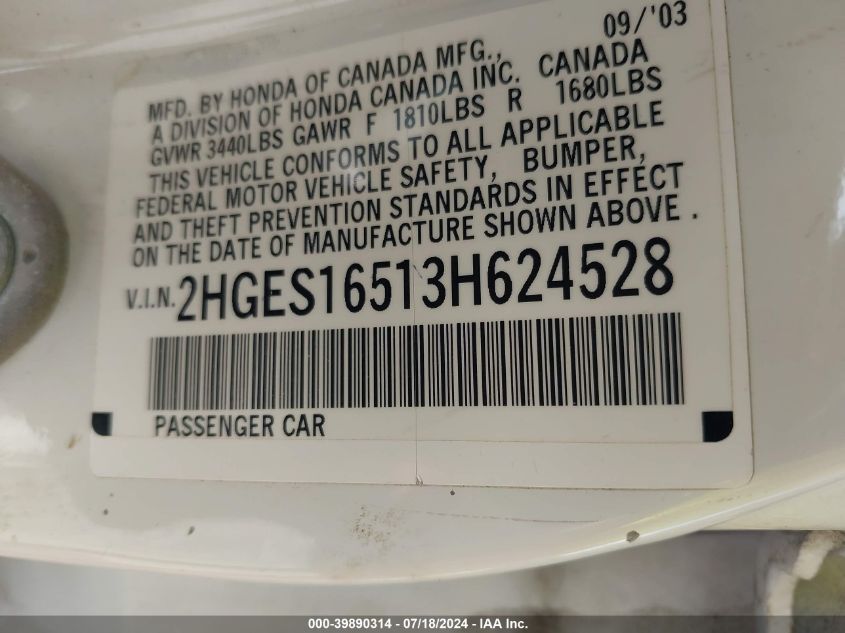 09/'03
MFD. BY HONDA OF CANADA MFG.,
A DIVISION OF HONDA CANADA INC. CANADA
GVWR 3440LBS GAWR F 1810LBS R 1680LBS
THIS VEHICLE CONFORMS TO ALL APPLICABLE
FEDERAL MOTOR VEHICLE SAFETY, BUMPER,
AND THEFT PREVENTION STANDARDS IN EFFECT
ON THE DATE OF MANUFACTURE SHOWN ABOVE .
V.I.N. 2HGES16513H624528
PASSENGER CAR
000-39890314 - 07/18/2024 - IAA Inc.